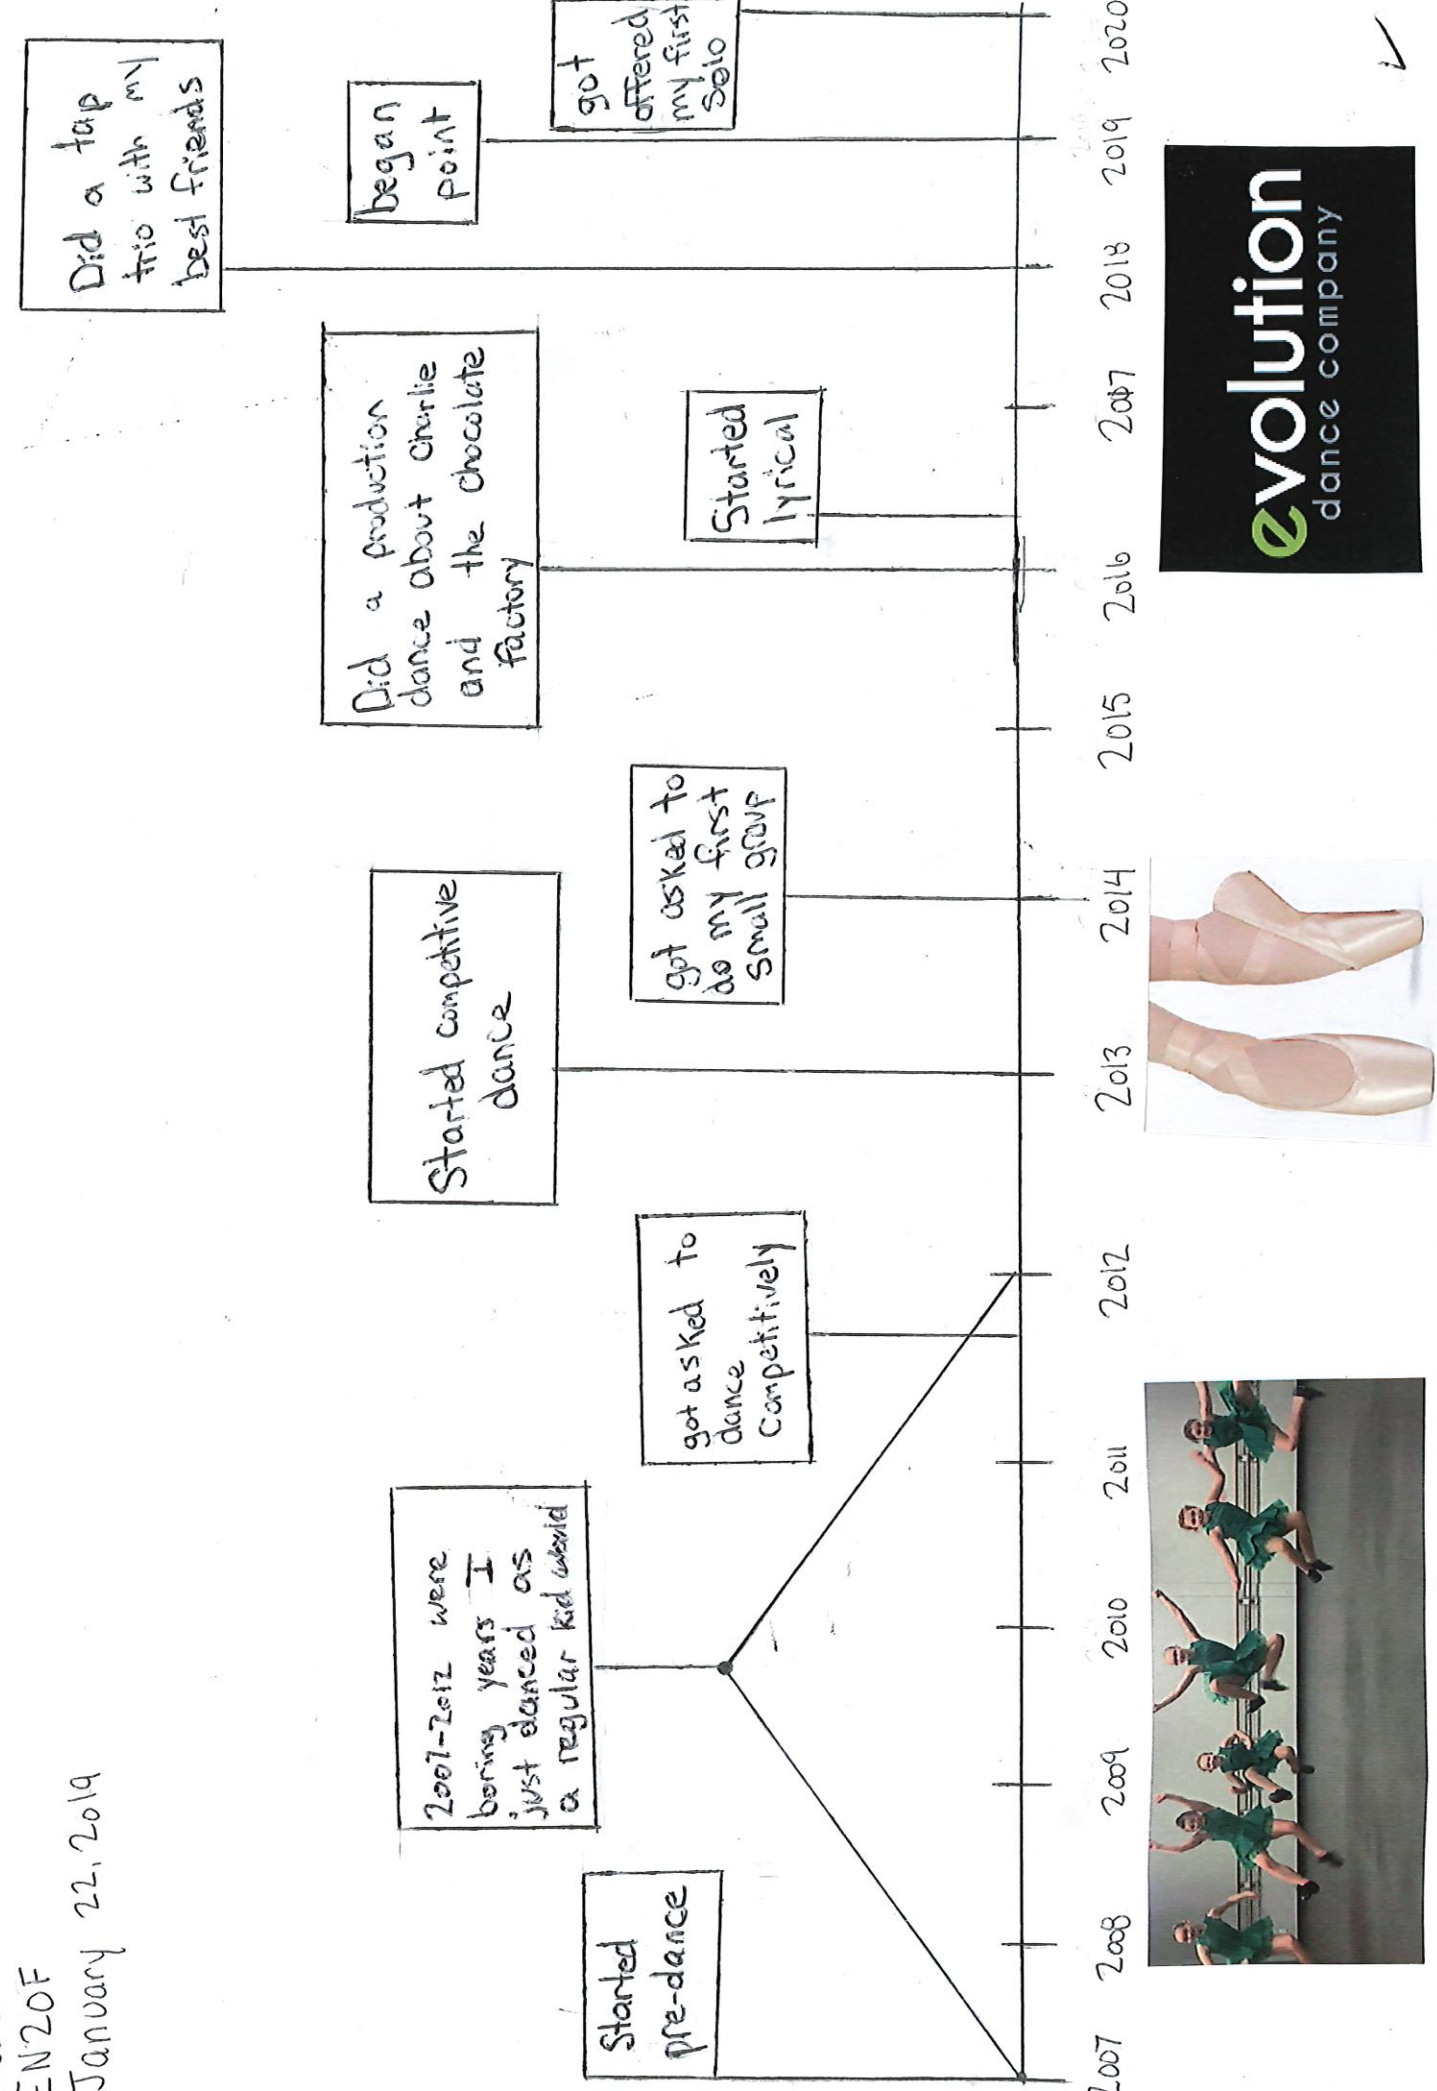 EN20F
January 22, 2019
Started
pre-dance
2007-2012 were
boring years I
just danced as
a regular kid would
got asked to
dance
competitively
Started competitive
dance
got asked to
do my first
small group
Did a production
dance about Charlie
and the chocolate
factory
Started
lyrical
Did a tap
trio with my
best friends
began
point
got
offered
my first
solo
2007
2008
2009
2010
2011
2012
2013
2014
2015
2016
2017
2018
2019
2020
evolution
dance company